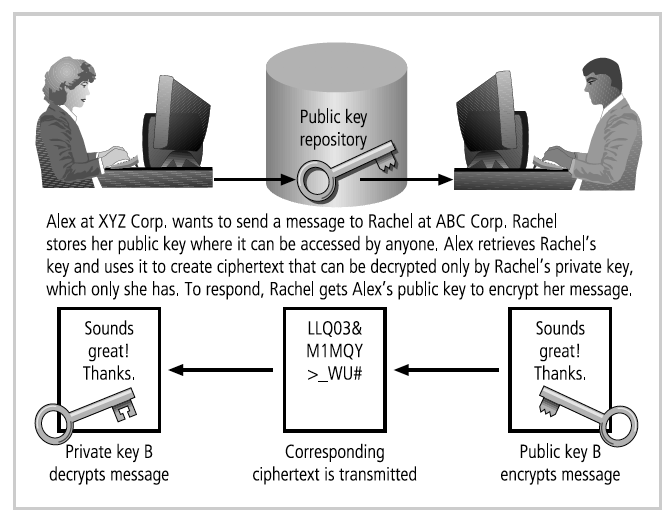 Public key
repository
Alex at XYZ Corp. wants to send a message to Rachel at ABC Corp. Rachel
stores her public key where it can be accessed by anyone. Alex retrieves Rachel's
key and uses it to create ciphertext that can be decrypted only by Rachel's private key,
which only she has. To respond, Rachel gets Alex's public key to encrypt her message.
Sounds
great!
Thanks.
LLQ03&
M1MQY
>_WU#
Sounds
great!
Thanks.
Private key B
decrypts message
Corresponding
ciphertext is transmitted
Public key B
encrypts message